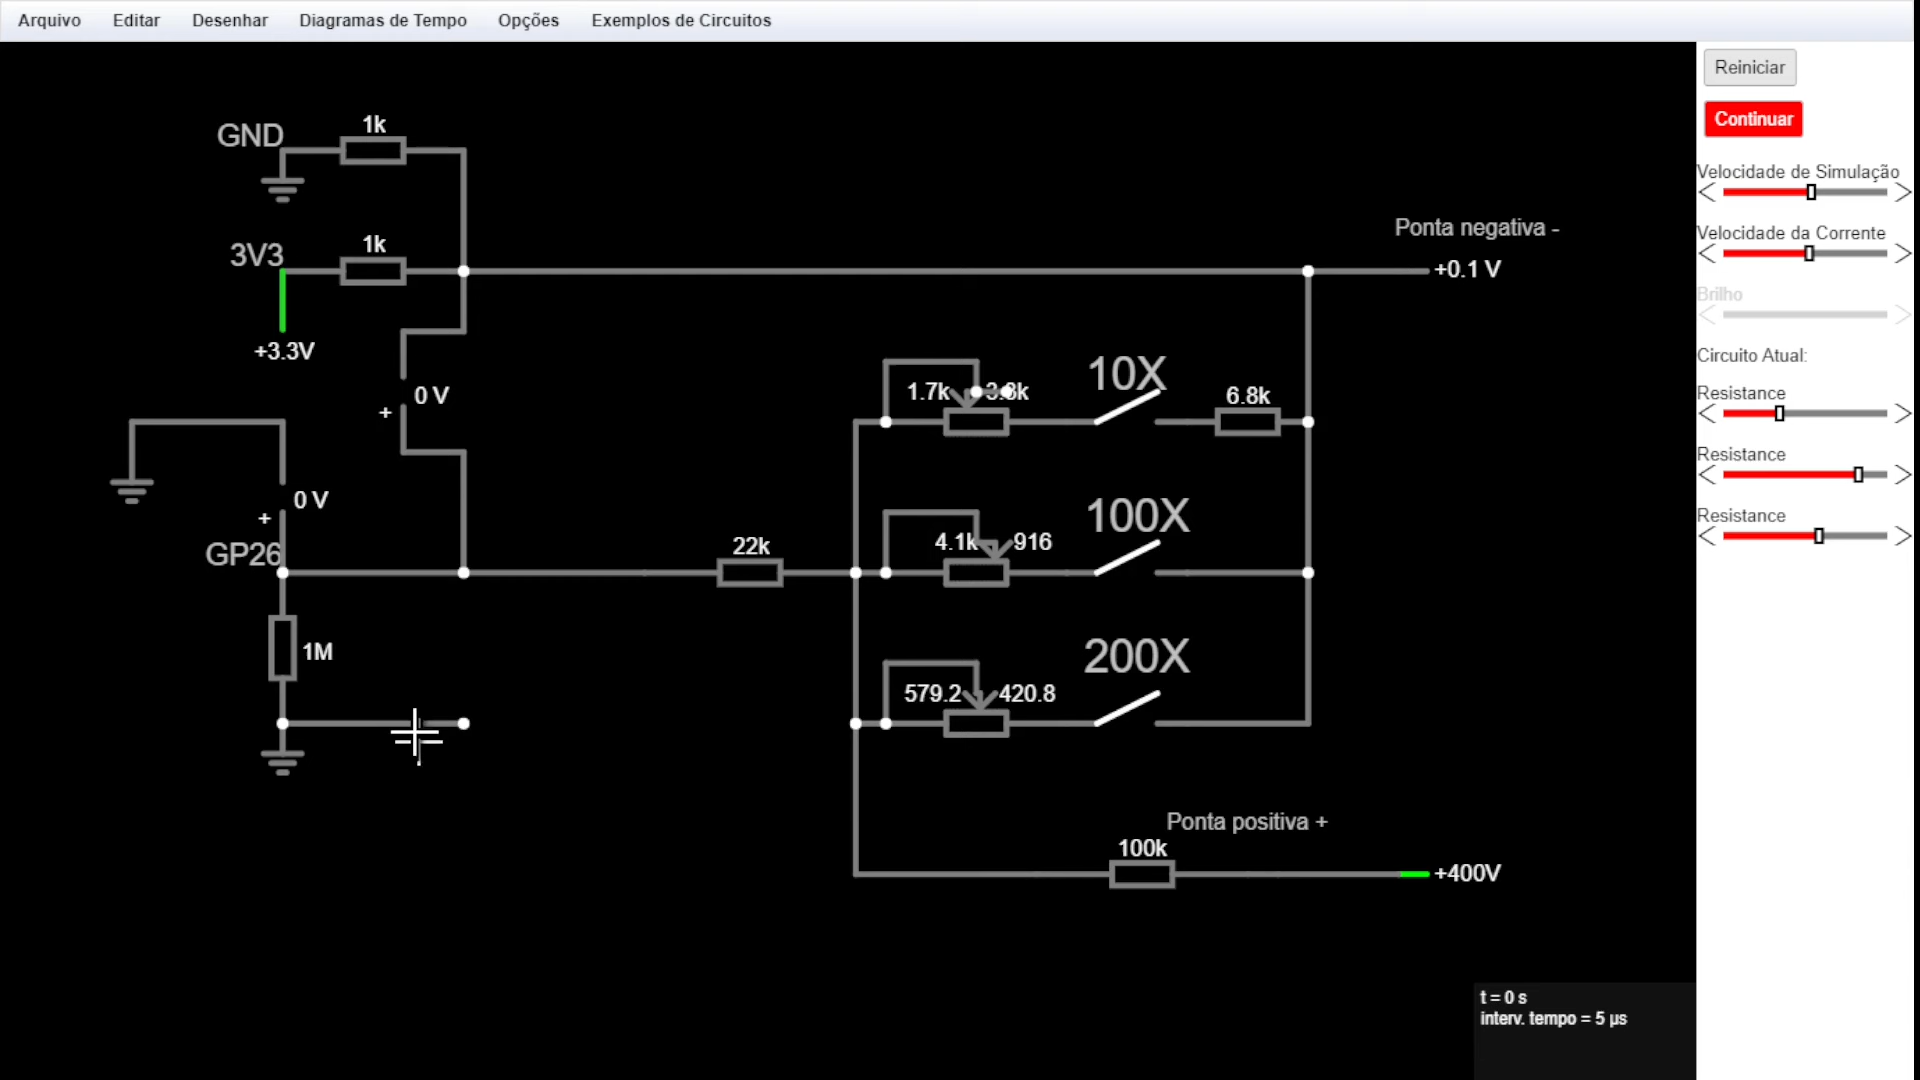 Arquivo Editar Desenhar Diagramas de Tempo Opções Exemplos de Circuitos
Reiniciar
Continuar
Velocidade de Simulação
Velocidade da Corrente
Brilho
Circuito Atual:
Resistance
Resistance
Resistance
1k
GND
1k
3V3
+3.3V
Ponta negativa -
+0.1 V
0 V
+
10X
1.7k 3.3k
6.8k
0 V
+
GP26
22k
100X
4.1k 916
1M
200X
579.2 420.8
Ponta positiva +
100k
+400V
t = 0 s
interv. tempo = 5 µs